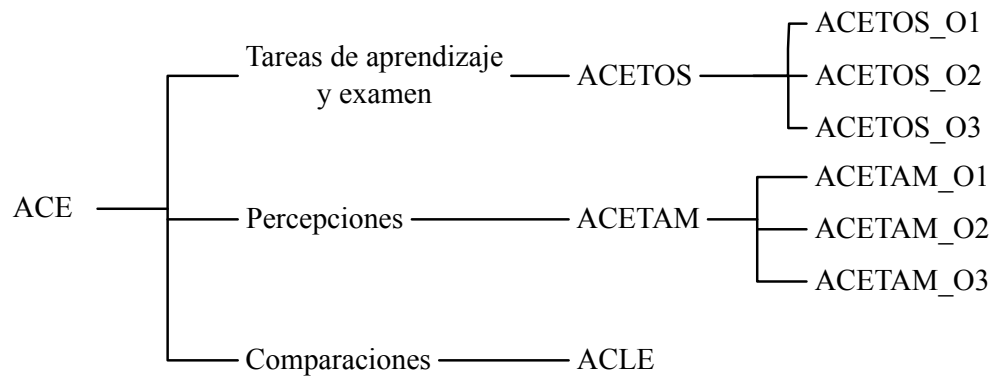 ACE
Tareas de aprendizaje
y examen
ACETOS
ACETOS_O1
ACETOS_O2
ACETOS_O3
Percepciones
ACETAM
ACETAM_O1
ACETAM_O2
ACETAM_O3
Comparaciones
ACLE